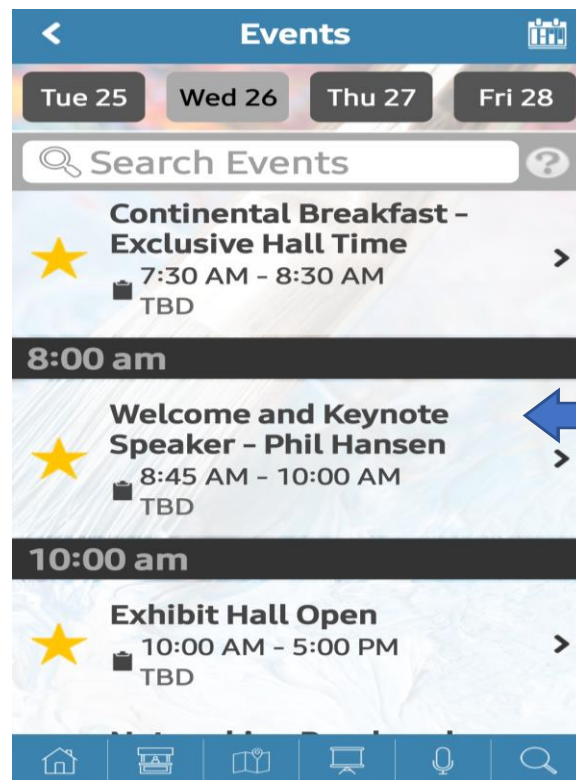 Events
Tue 25
Wed 26
Thu 27
Fri 28
Search Events
?
Continental Breakfast –
Exclusive Hall Time
7:30 AM – 8:30 AM
TBD
8:00 am
Welcome and Keynote
Speaker – Phil Hansen
8:45 AM – 10:00 AM
TBD
10:00 am
Exhibit Hall Open
10:00 AM – 5:00 PM
TBD